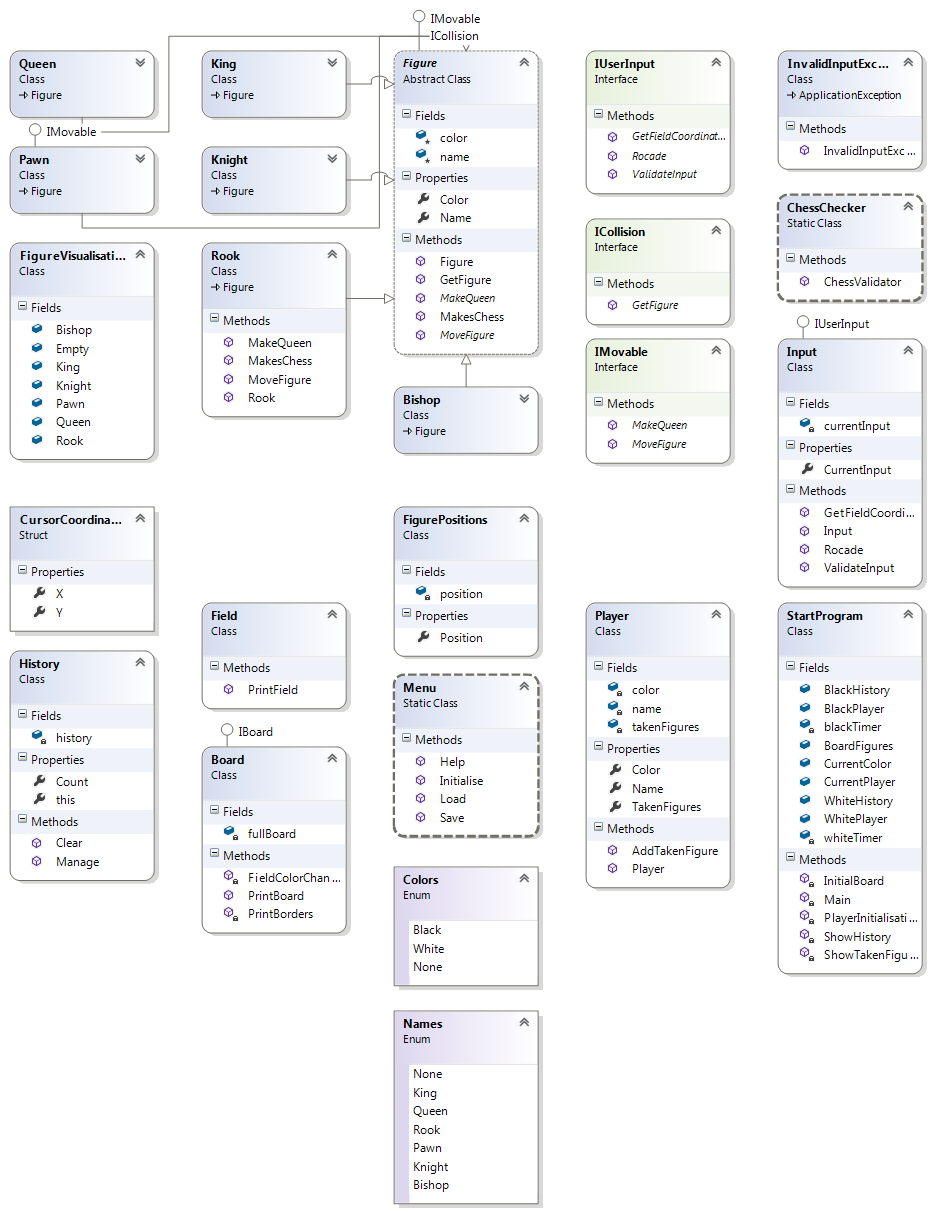 IMovable
ICollision
Queen
Class
Figure
King
Class
Figure
Figure
Abstract Class
Fields
color
name
Properties
Color
Name
Methods
Figure
GetFigure
MakeQueen
MakesChess
MoveFigure
IUserInput
Interface
Methods
GetFieldCoordinat...
Rocade
ValidateInput
InvalidInputExc...
Class
ApplicationException
Methods
InvalidInputExc ...
IMovable
Pawn
Class
Figure
Knight
Class
Figure
ChessChecker
Static Class
Methods
ChessValidator
ICollision
Interface
Methods
GetFigure
FigureVisualisati...
Class
Fields
Bishop
Empty
King
Knight
Pawn
Queen
Rook
Rook
Class
Figure
Methods
MakeQueen
MakesChess
MoveFigure
Rook
Bishop
Class
Figure
IMovable
Interface
Methods
MakeQueen
MoveFigure
IUserInput
Input
Class
Fields
currentInput
Properties
CurrentInput
Methods
GetFieldCoordi...
Input
Rocade
ValidateInput
CursorCoordina...
Struct
Properties
X
Y
FigurePositions
Class
Fields
position
Properties
Position
Field
Class
Methods
PrintField
Player
Class
Fields
color
name
takenFigures
Properties
Color
Name
TakenFigures
Methods
AddTakenFigure
Player
StartProgram
Class
Fields
BlackHistory
BlackPlayer
blackTimer
BoardFigures
CurrentColor
CurrentPlayer
WhiteHistory
WhitePlayer
whiteTimer
Methods
InitialBoard
Main
PlayerInitialisati...
ShowHistory
ShowTakenFigu ...
History
Class
Fields
history
Properties
Count
this
Methods
Clear
Manage
IBoard
Board
Class
Fields
fullBoard
Methods
FieldColorChan ...
PrintBoard
PrintBorders
Menu
Static Class
Methods
Help
Initialise
Load
Save
Colors
Enum
Black
White
None
Names
Enum
None
King
Queen
Rook
Pawn
Knight
Bishop